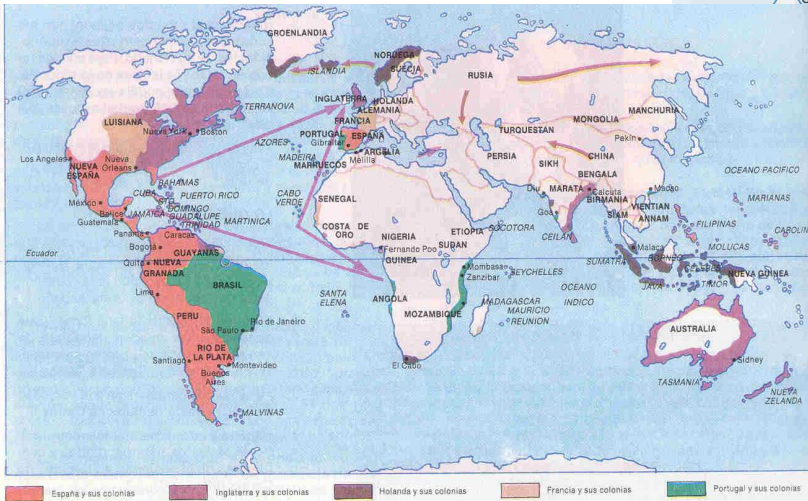 GROENLANDIA
ISLANDIA
NORUEGA
SUECIA
RUSIA
INGLATERRA
HOLANDA
ALEMANIA
FRANCIA
PORTUGAL
ESPAÑA
Gibraltar
Melilla
ARGELIA
MARRUECOS
AZORES
MADEIRA
CABO
VERDE
TERRANOVA
LUISIANA
Nueva York
Boston
Los Angeles
Nueva
Orleans
NUEVA
ESPAÑA
BAHAMAS
CUBA
PUERTO RICO
STO.
DOMINGO
México
Belice
JAMAICA
GUADALUPE
MARTINICA
Guatemala
TRINIDAD
Panamá
Caracas
Bogotá
GUAYANAS
Ecuador
Quito
NUEVA
GRANADA
BRASIL
Lima
PERU
São Paulo
Rio de Janeiro
RIO DE
LA PLATA
Santiago
Montevideo
Buenos
Aires
MALVINAS
SENEGAL
COSTA DE
ORO
NIGERIA
Fernando Poo
GUINEA
ETIOPIA
SUDAN
SOCOTORA
Mombasa
Zanzibar
SEYCHELLES
SANTA
ELENA
ANGOLA
MOZAMBIQUE
MADAGASCAR
MAURICIO
REUNION
OCEANO
INDICO
El Cabo
TURQUESTAN
MONGOLIA
MANCHURIA
Pekin
PERSIA
SIKH
CHINA
BENGALA
Diu
MARATA
Calcuta
Macao
BIRMANIA
VIENTIAN
Goa
SIAM
ANNAM
CEILAN
FILIPINAS
OCEANO PACIFICO
MARIANAS
CAROLIN
Malaca
MOLUCAS
SUMATRA
BORNEO
CELEBES
NUEVA GUINEA
JAVA
TIMOR
AUSTRALIA
Sidney
TASMANIA
NUEVA
ZELANDA
España y sus colonias
Inglaterra y sus colonias
Holanda y sus colonias
Francia y sus colonias
Portugal y sus colonias